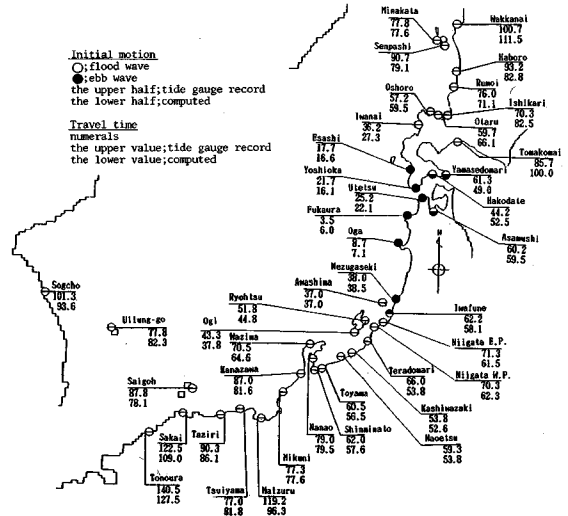 Initial motion
○;flood wave
●;ebb wave
the upper half;tide gauge record
the lower half;computed
Travel time
numerals
the upper value;tide gauge record
the lower value;computed
Minakata
77.8
77.6
Senposhi
90.7
79.1
Wakkanai
100.7
111.5
Haboro
93.2
82.8
Rumoi
76.0
71.1
Oshoro
57.2
59.5
Ishikari
70.3
82.5
Otaru
59.7
66.1
Iwanai
36.2
27.3
Tomakomai
85.7
100.0
Esashi
17.7
16.6
Yamasedomari
61.3
49.0
Yoshioka
21.7
16.1
Hakodate
44.2
52.5
Utetsu
25.2
22.1
Asamushi
60.2
59.5
Fukaura
3.5
6.0
Oga
8.7
7.1
N
Nezugaseki
38.0
38.5
Awashima
37.0
37.0
Iwafune
62.2
58.1
Ryohtsu
51.8
44.8
Niigata E.P.
71.3
61.5
Ogi
43.3
37.8
Niigata W.P.
70.3
62.3
Wazima
70.5
64.6
Teradomari
66.0
53.8
Kanazawa
87.0
81.6
Kashiwazaki
53.8
52.6
Toyama
60.5
56.5
Naoetsu
59.3
53.8
Shinminato
62.0
57.6
Nanao
79.0
79.5
Mikuni
77.3
77.6
Maizuru
119.2
96.3
Tsuiyama
77.0
81.8
Taziri
90.3
86.1
Sakai
122.5
109.0
Tonoura
140.5
127.5
Saigoh
87.8
78.1
Ullung-go
77.8
82.3
Sogcho
101.3
93.6